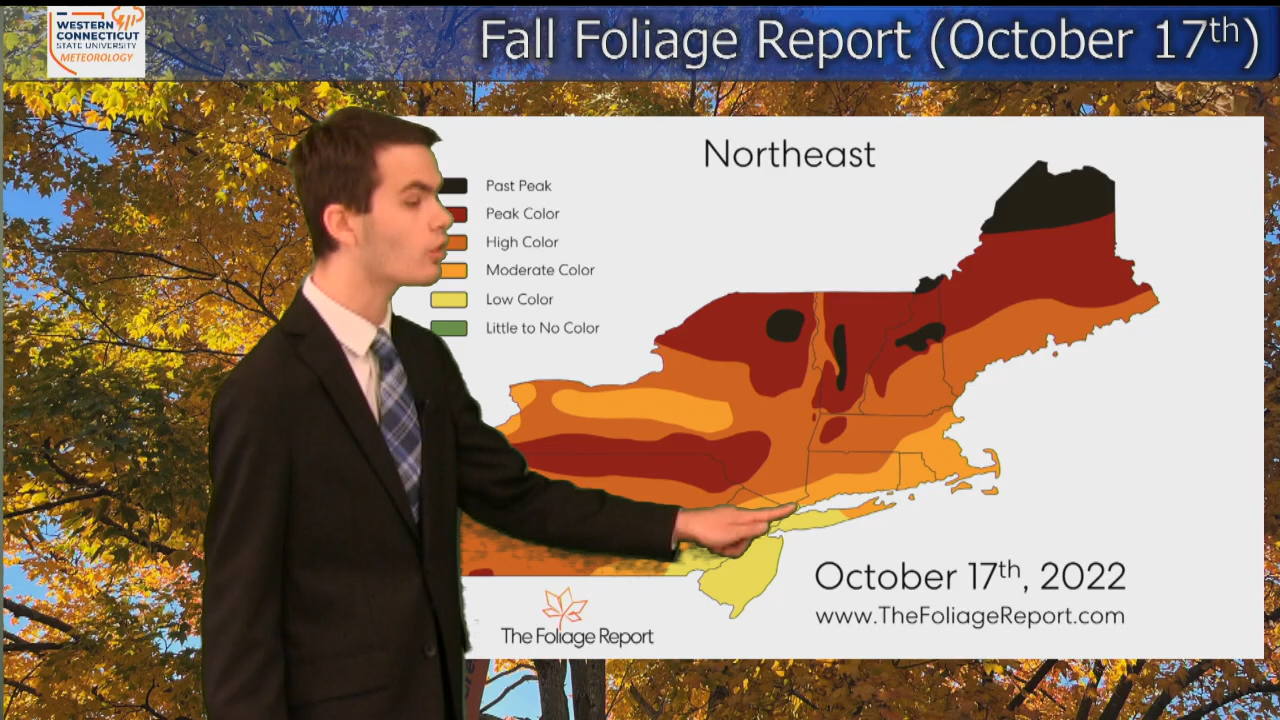 WESTERN
CONNECTICUT
STATE UNIVERSITY
METEOROLOGY
Fall Foliage Report (October 17th)
Northeast
Past Peak
Peak Color
High Color
Moderate Color
Low Color
Little to No Color
October 17th, 2022
www.TheFoliageReport.com
The Foliage Report